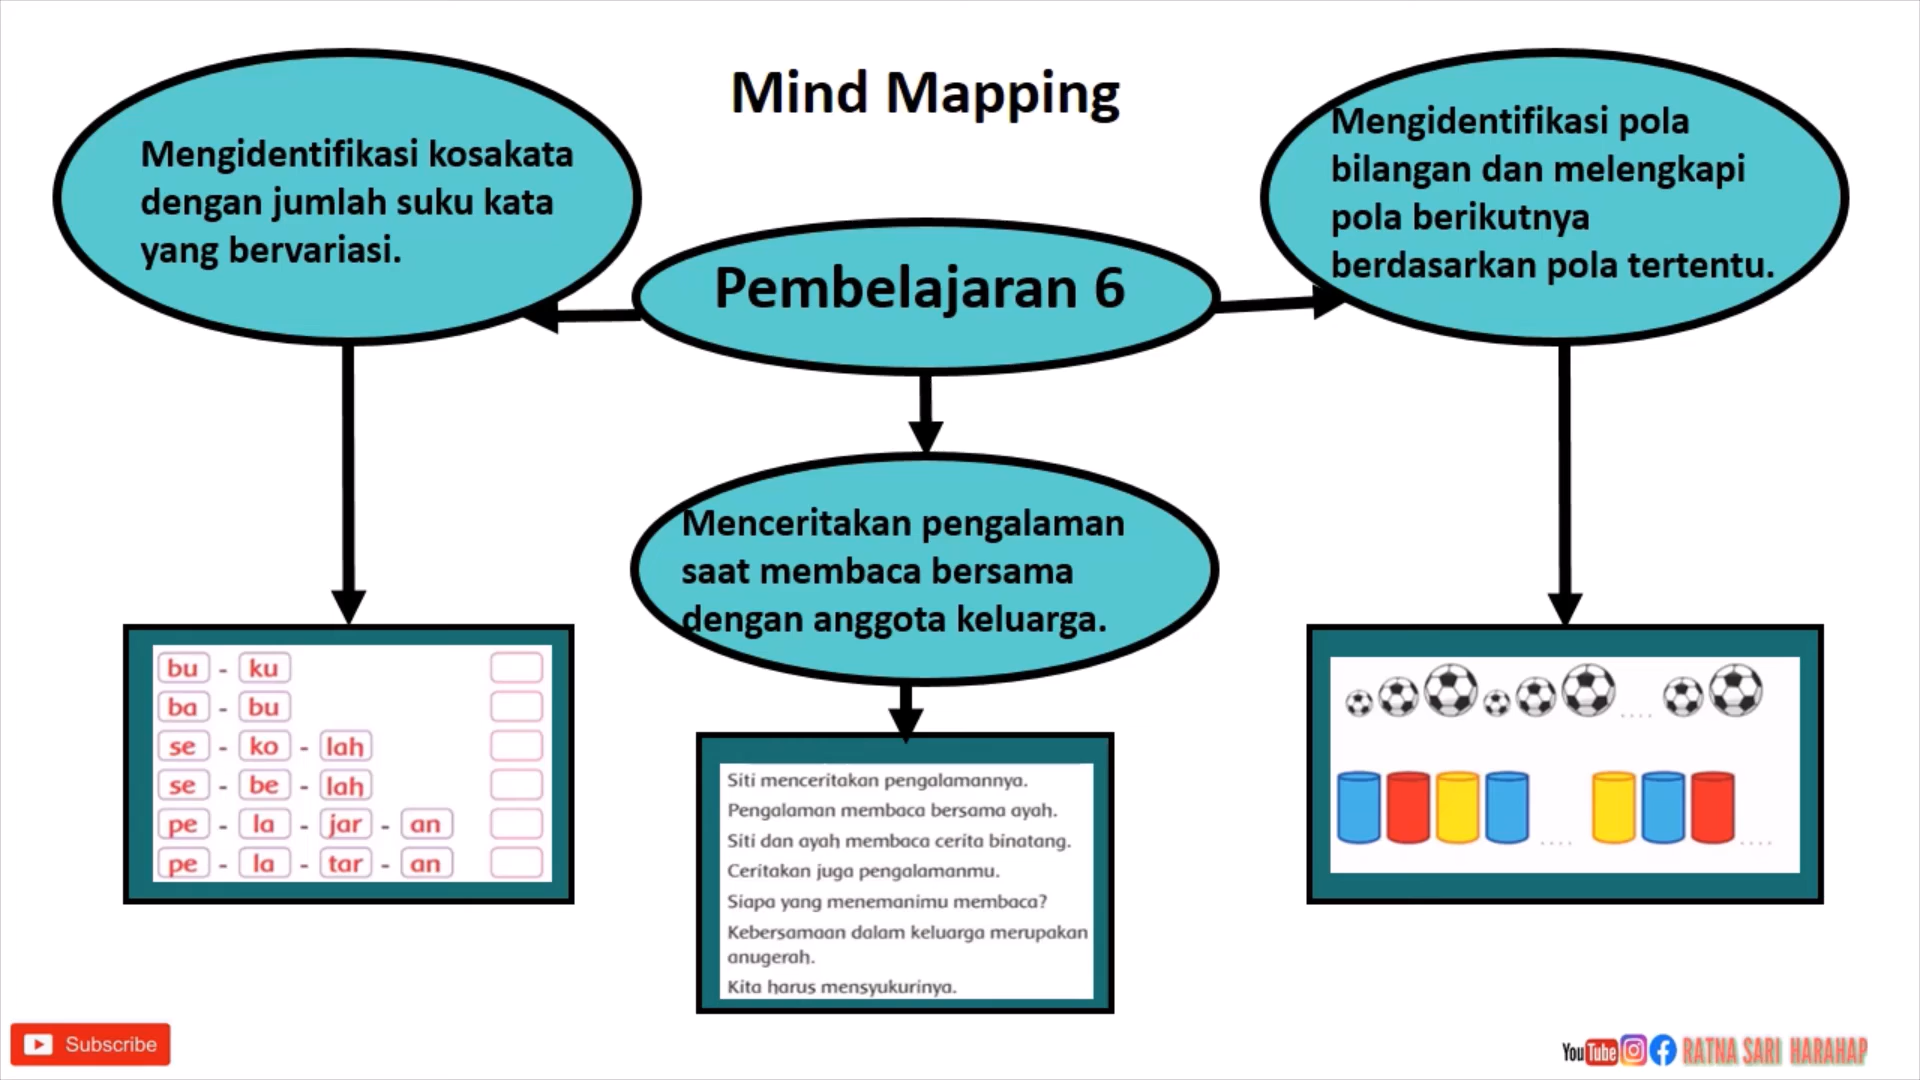 Mind Mapping
Mengidentifikasi kosakata
dengan jumlah suku kata
yang bervariasi.
Pembelajaran 6
Mengidentifikasi pola
bilangan dan melengkapi
pola berikutnya
berdasarkan pola tertentu.
Menceritakan pengalaman
saat membaca bersama
dengan anggota keluarga.
bu - ku
ba - bu
se - ko - lah
se - be - lah
pe - la - jar - an
pe - la - tar - an
Siti menceritakan pengalamannya.
Pengalaman membaca bersama ayah.
Siti dan ayah membaca cerita binatang.
Ceritakan juga pengalamanmu.
Siapa yang menemanimu membaca?
Kebersamaan dalam keluarga merupakan
anugerah.
Kita harus mensyukurinya.
....
.... ....
Subscribe
YouTube RATNA SARI HARAHAP